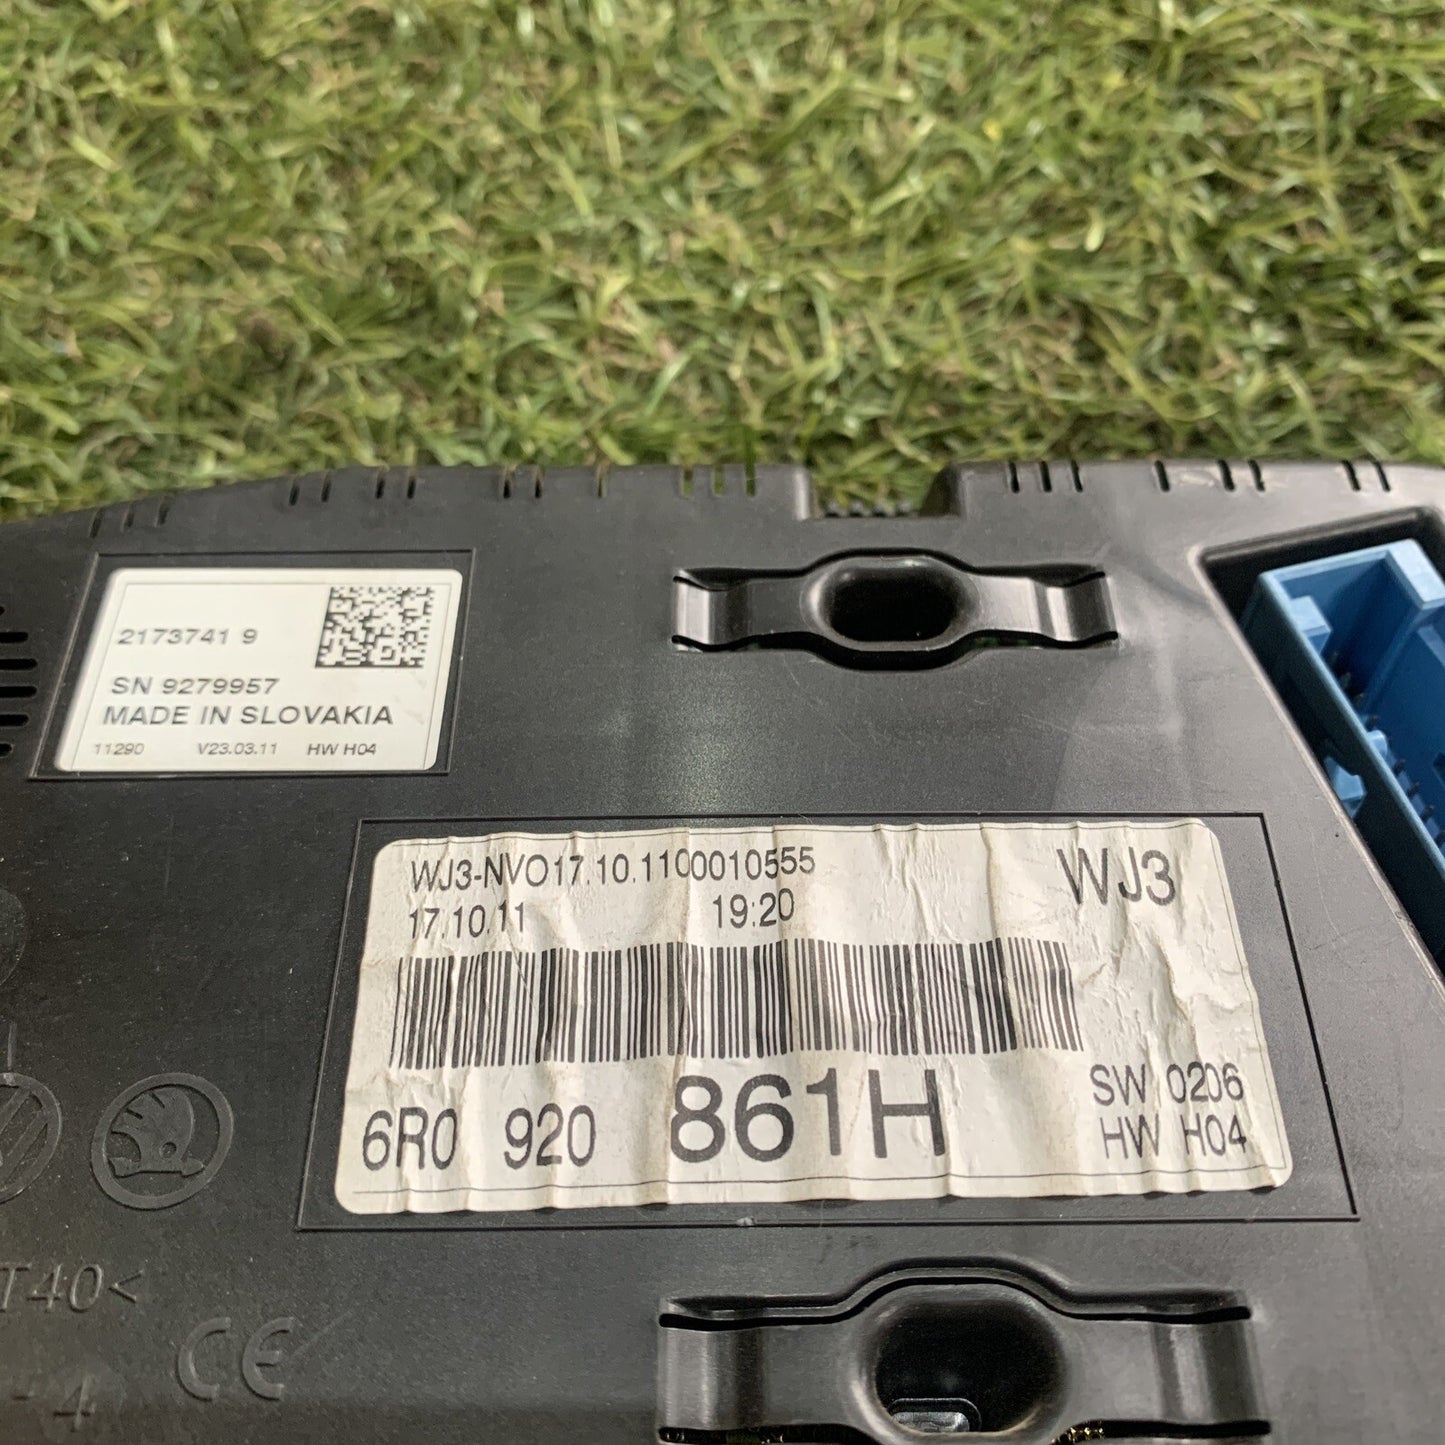 2173741 9
SN 9279957
MADE IN SLOVAKIA
11290 V23.03.11 HW H04
WJ3-NVO17.10.1100010555 WJ3
17.10.11 19:20
SW 0206
6R0 920 861H HW H04
T40<
CE
-4